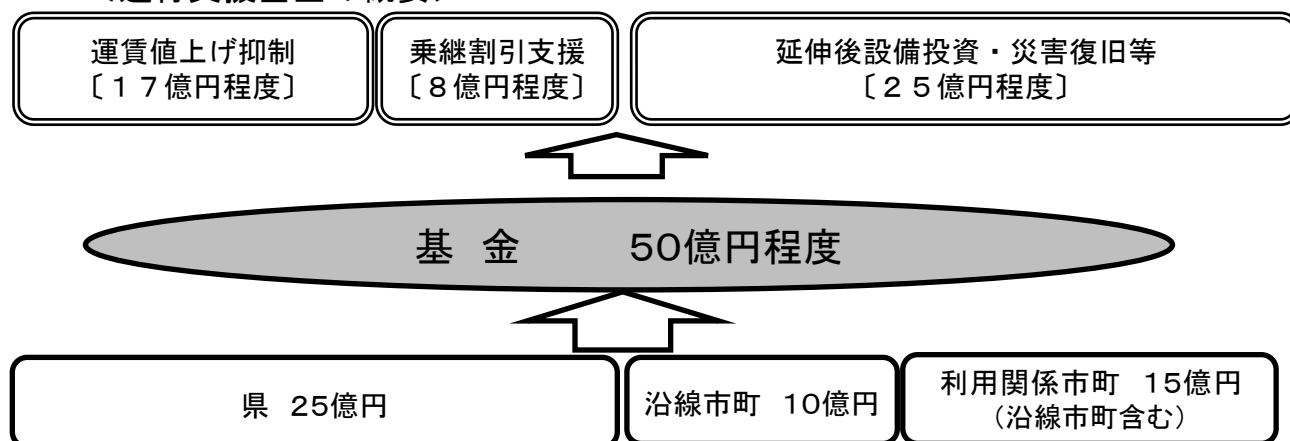 運賃値上げ抑制
〔17億円程度〕
乗継割引支援
〔8億円程度〕
延伸後設備投資・災害復旧等
〔25億円程度〕
基 金 50億円程度
県 25億円
沿線市町 10億円
利用関係市町 15億円
(沿線市町含む)